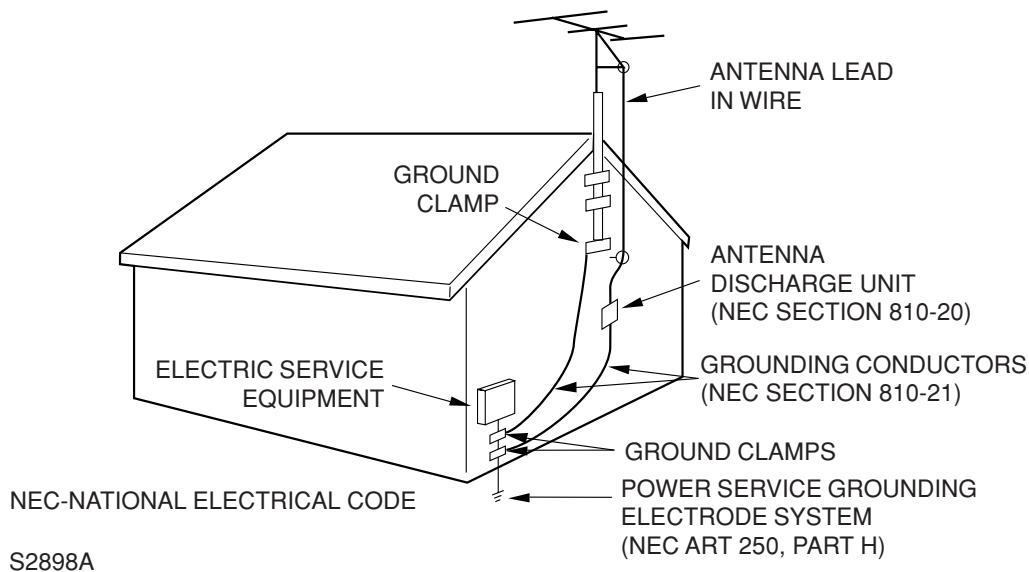 ANTENNA LEAD
IN WIRE
GROUND
CLAMP
ANTENNA
DISCHARGE UNIT
(NEC SECTION 810-20)
ELECTRIC SERVICE
EQUIPMENT
GROUNDING CONDUCTORS
(NEC SECTION 810-21)
GROUND CLAMPS
POWER SERVICE GROUNDING
ELECTRODE SYSTEM
(NEC ART 250, PART H)
NEC-NATIONAL ELECTRICAL CODE
S2898A